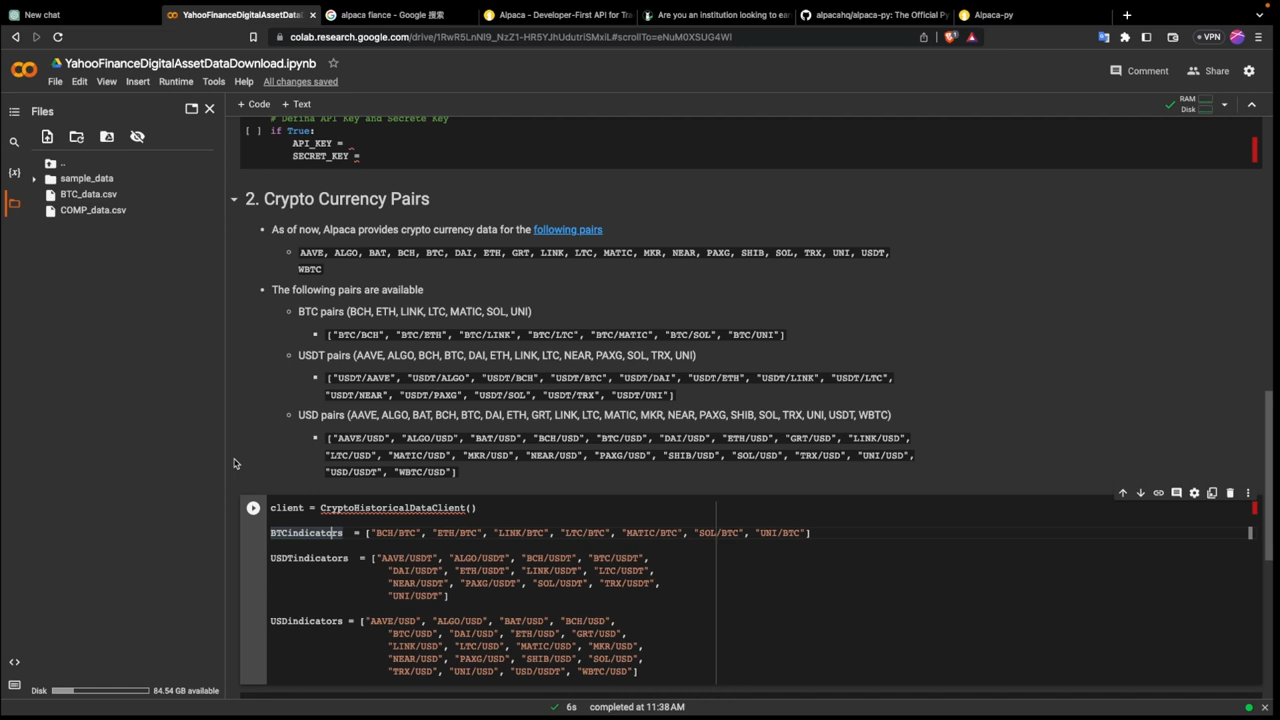 New chat
YahooFinanceDigitalAssetData
alpaca fiance - Google 搜索
Alpaca - Developer-First API for Tra
Are you an institution looking to ear
alpacahq/alpaca-py: The Official Py
Alpaca-py
colab.research.google.com/drive/1RwR5LnNI9_NzZ1-HR5YJhUdutriSMxiL#scrollTo=eNuM0XSUG4WI
VPN
YahooFinanceDigitalAssetDataDownload.ipynb
File Edit View Insert Runtime Tools Help All changes saved
Comment
Share
Files
+ Code + Text
RAM
Disk
..
sample_data
BTC_data.csv
COMP_data.csv
# Defina API Key and Secrete Key
[ ] if True:
API_KEY =
SECRET_KEY =
2. Crypto Currency Pairs
As of now, Alpaca provides crypto currency data for the following pairs
AAVE, ALGO, BAT, BCH, BTC, DAI, ETH, GRT, LINK, LTC, MATIC, MKR, NEAR, PAXG, SHIB, SOL, TRX, UNI, USDT,
WBTC
The following pairs are available
BTC pairs (BCH, ETH, LINK, LTC, MATIC, SOL, UNI)
["BTC/BCH", "BTC/ETH", "BTC/LINK", "BTC/LTC", "BTC/MATIC", "BTC/SOL", "BTC/UNI"]
USDT pairs (AAVE, ALGO, BCH, BTC, DAI, ETH, LINK, LTC, NEAR, PAXG, SOL, TRX, UNI)
["USDT/AAVE", "USDT/ALGO", "USDT/BCH", "USDT/BTC", "USDT/DAI", "USDT/ETH", "USDT/LINK", "USDT/LTC",
"USDT/NEAR", "USDT/PAXG", "USDT/SOL", "USDT/TRX", "USDT/UNI"]
USD pairs (AAVE, ALGO, BAT, BCH, BTC, DAI, ETH, GRT, LINK, LTC, MATIC, MKR, NEAR, PAXG, SHIB, SOL, TRX, UNI, USDT, WBTC)
["AAVE/USD", "ALGO/USD", "BAT/USD", "BCH/USD", "BTC/USD", "DAI/USD", "ETH/USD", "GRT/USD", "LINK/USD",
"LTC/USD", "MATIC/USD", "MKR/USD", "NEAR/USD", "PAXG/USD", "SHIB/USD", "SOL/USD", "TRX/USD", "UNI/USD",
"USD/USDT", "WBTC/USD"]
client = CryptoHistoricalDataClient()
BTCindicators = ["BCH/BTC", "ETH/BTC", "LINK/BTC", "LTC/BTC", "MATIC/BTC", "SOL/BTC", "UNI/BTC"]
USDTindicators = ["AAVE/USDT", "ALGO/USDT", "BCH/USDT", "BTC/USDT",
"DAI/USDT", "ETH/USDT", "LINK/USDT", "LTC/USDT",
"NEAR/USDT", "PAXG/USDT", "SOL/USDT", "TRX/USDT",
"UNI/USDT"]
USDindicators = ["AAVE/USD", "ALGO/USD", "BAT/USD", "BCH/USD",
"BTC/USD", "DAI/USD", "ETH/USD", "GRT/USD",
"LINK/USD", "LTC/USD", "MATIC/USD", "MKR/USD",
"NEAR/USD", "PAXG/USD", "SHIB/USD", "SOL/USD",
"TRX/USD", "UNI/USD", "USD/USDT", "WBTC/USD"]
Disk
84.54 GB available
6s completed at 11:38 AM